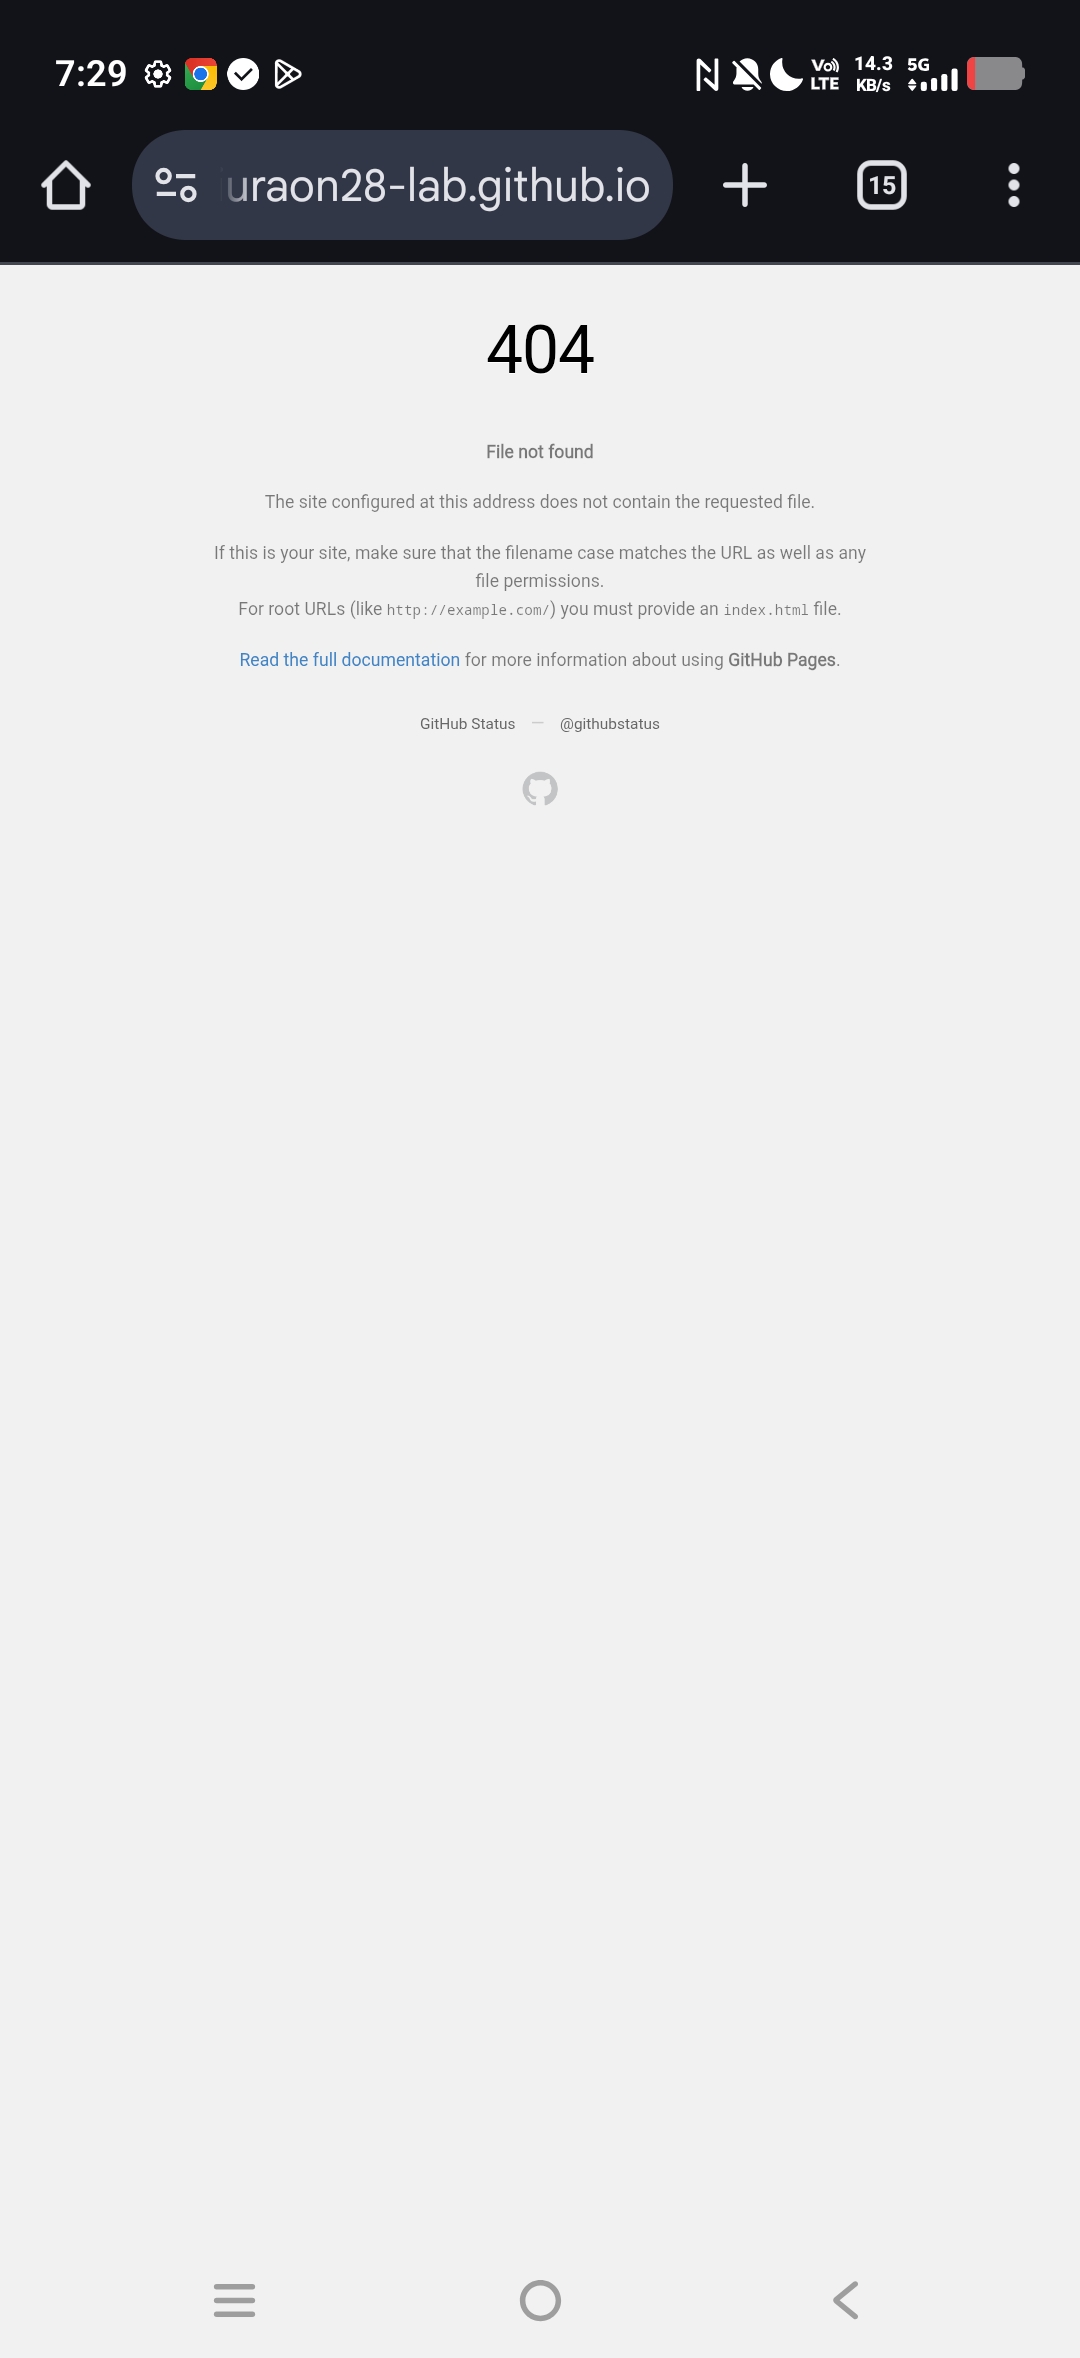 7:29
Vo)) LTE
14.3 KB/s
5G
uraon28-lab.github.io
15
404
File not found
The site configured at this address does not contain the requested file.
If this is your site, make sure that the filename case matches the URL as well as any
file permissions.
For root URLs (like http://example.com/) you must provide an index.html file.
Read the full documentation for more information about using GitHub Pages.
GitHub Status — @githubstatus